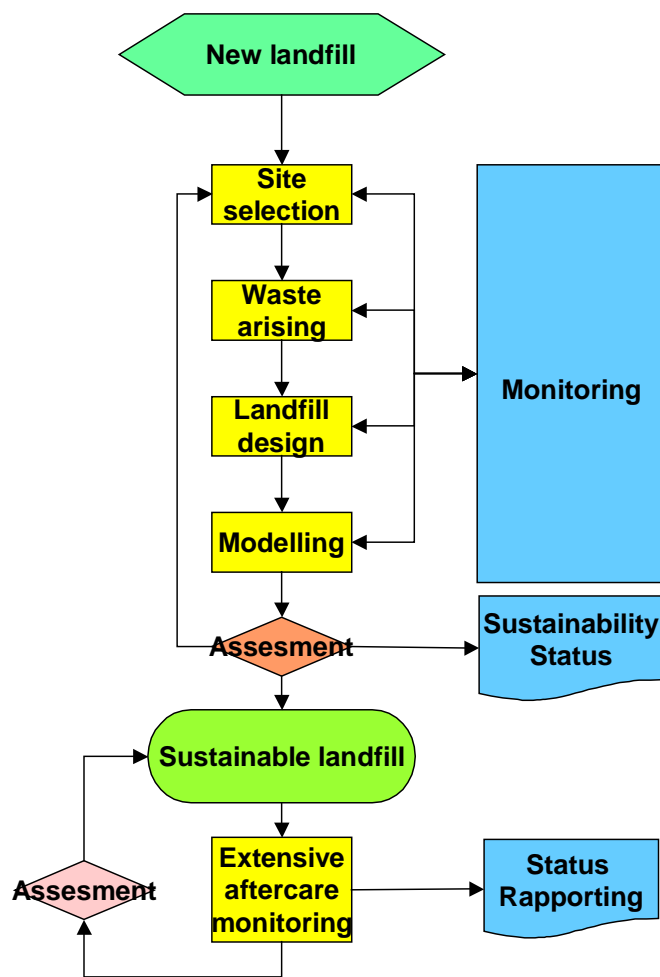 New landfill
Site
selection
Waste
arising
Landfill
design
Modelling
Monitoring
Assesment
Sustainability
Status
Sustainable landfill
Extensive
aftercare
monitoring
Assesment
Status
Rapporting